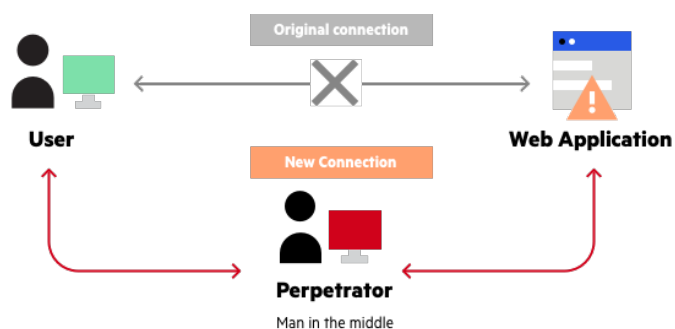 Original connection
User
Web Application
New Connection
Perpetrator
Man in the middle